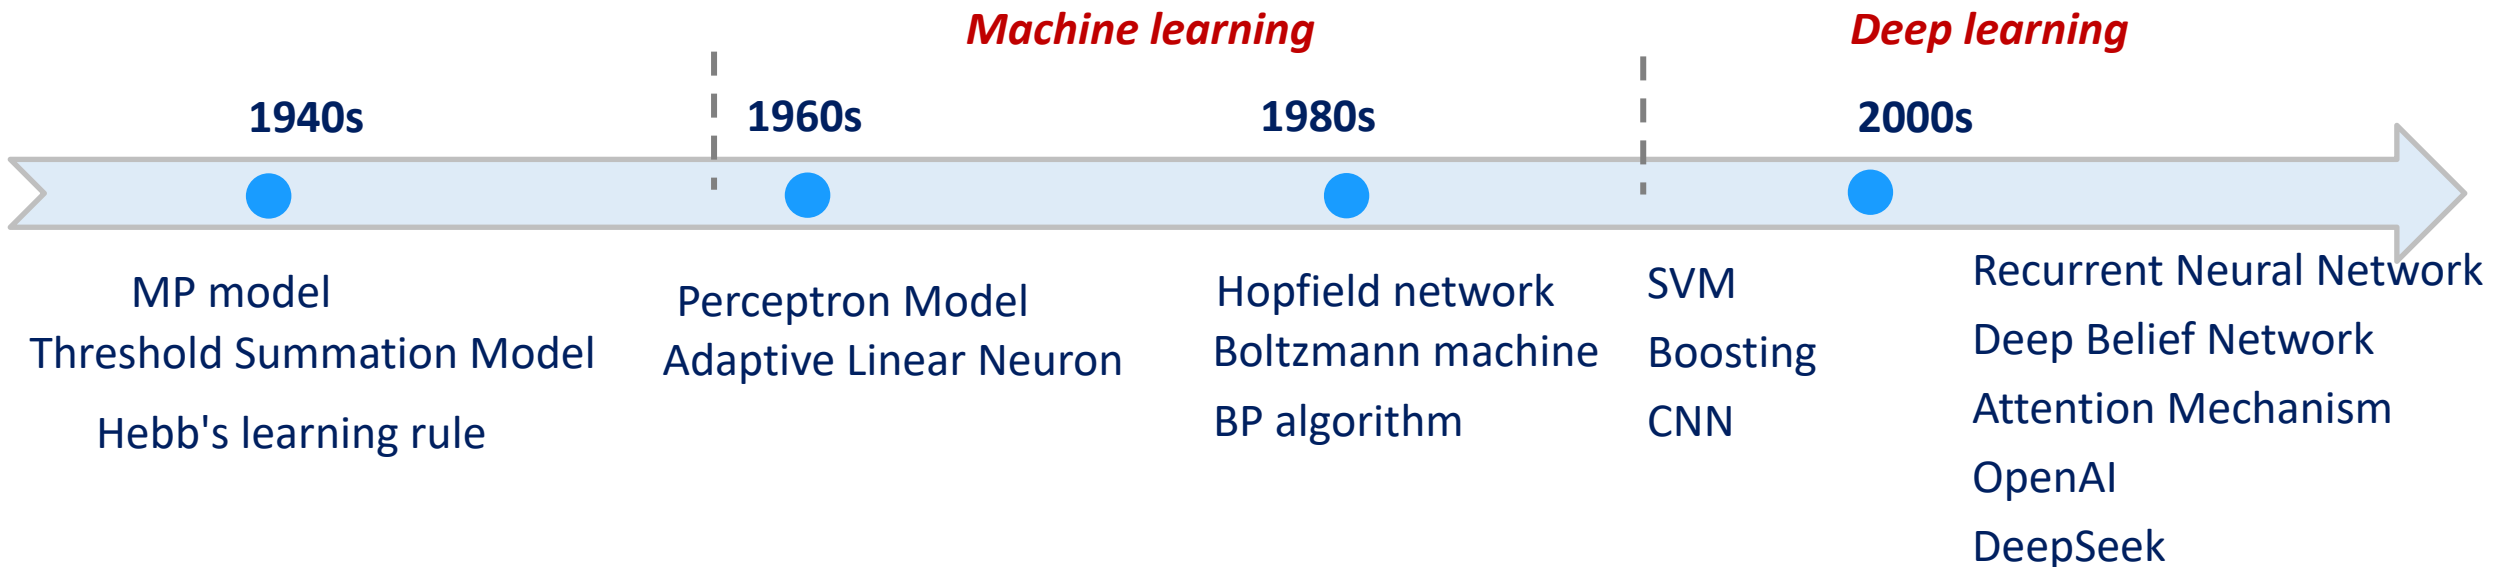 Machine learning
Deep learning
1940s
1960s
1980s
2000s
MP model
Threshold Summation Model
Hebb's learning rule
Perceptron Model
Adaptive Linear Neuron
Hopfield network
Boltzmann machine
BP algorithm
SVM
Boosting
CNN
Recurrent Neural Network
Deep Belief Network
Attention Mechanism
OpenAI
DeepSeek